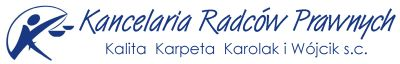 Kancelaria Radców Prawnych
Kalita Karpeta Karolak i Wójcik s.c.